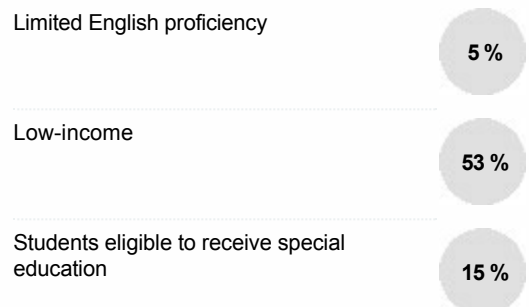 Limited English proficiency
5 %
Low-income
53 %
Students eligible to receive special
education
15 %